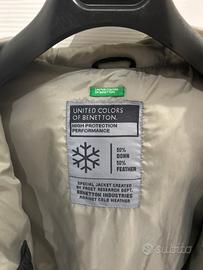 UNITED COLORS
OF BENETTON.
UNITED COLORS
OF BENETTON.
HIGH PROTECTION
PERFORMANCE
50%
DOWN
50%
FEATHER
SPECIAL JACKET CREATED
BY FROST RESEARCH DEPT.
BENETTON INDUSTRIES
AGAINST COLD WEATHER
subito